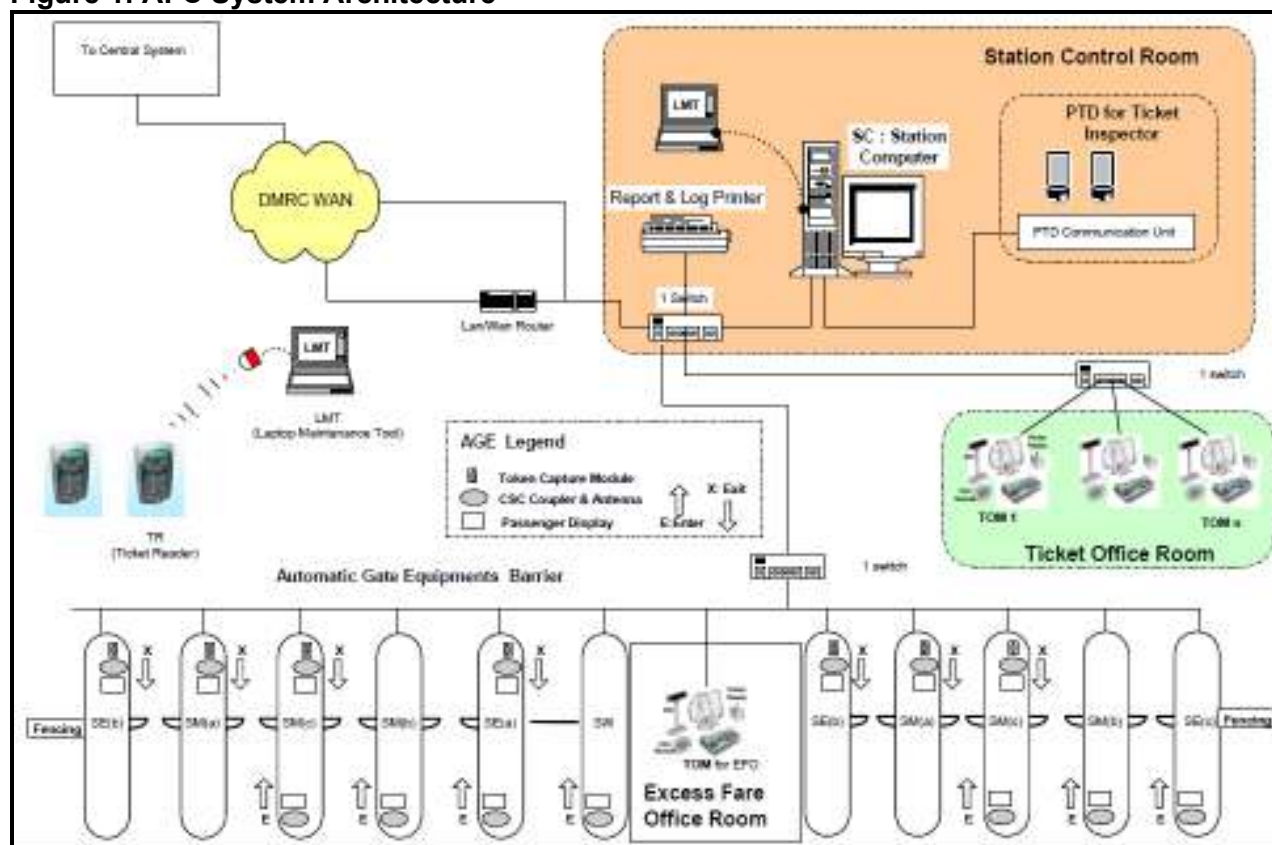 Figure 1: AFC System Architecture
To Central System
DMRC WAN
Lan/Wan Router
Station Control Room
LMT
SC : Station
Computer
Report & Log Printer
1 Switch
PTD for Ticket
Inspector
PTD Communication Unit
1 switch
LMT
LMT
(Laptop Maintenance Tool)
TR
(Ticket Reader)
AGE Legend
Token Capture Module
CSC Coupler & Antenna
Passenger Display
E:Enter
X: Exit
TOM 1
TOM n
Ticket Office Room
1 switch
Automatic Gate Equipments Barrier
X
X
X
X
X
X
X
Fencing
SE(b)
SM(a)
SM(c)
SM(b)
SE(a)
SW
SE(b)
SM(a)
SM(c)
SM(b)
Fencing
TOM for EFO
Excess Fare
Office Room
E
E
E
E
E
E
E